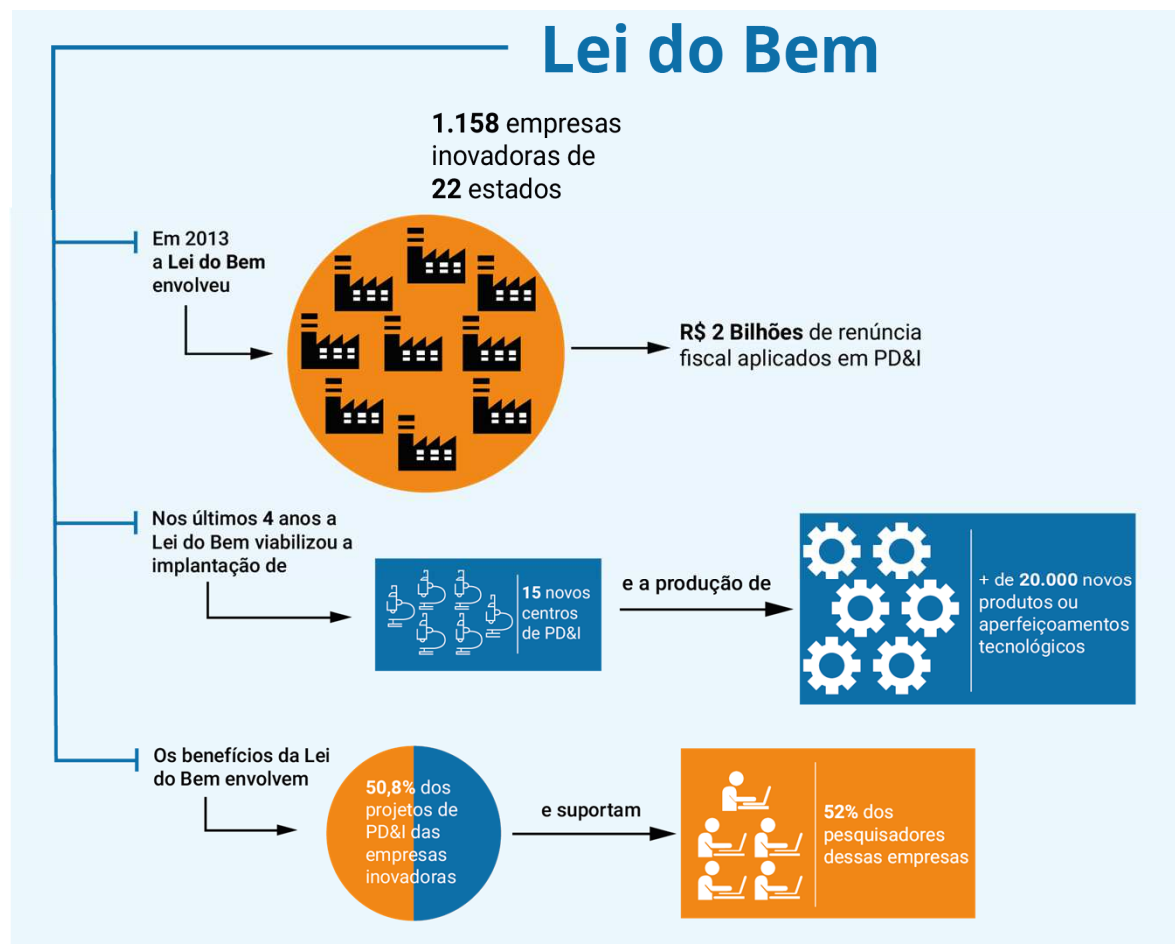 Lei do Bem
1.158 empresas
inovadoras de
22 estados
Em 2013
a Lei do Bem
envolveu
R$ 2 Bilhões de renúncia
fiscal aplicados em PD&I
Nos últimos 4 anos a
Lei do Bem viabilizou a
implantação de
15 novos
centros
de PD&I
e a produção de
+ de 20.000 novos
produtos ou
aperfeiçoamentos
tecnológicos
Os benefícios da Lei
do Bem envolvem
50,8% dos
projetos de
PD&I das
empresas
inovadoras
e suportam
52% dos
pesquisadores
dessas empresas